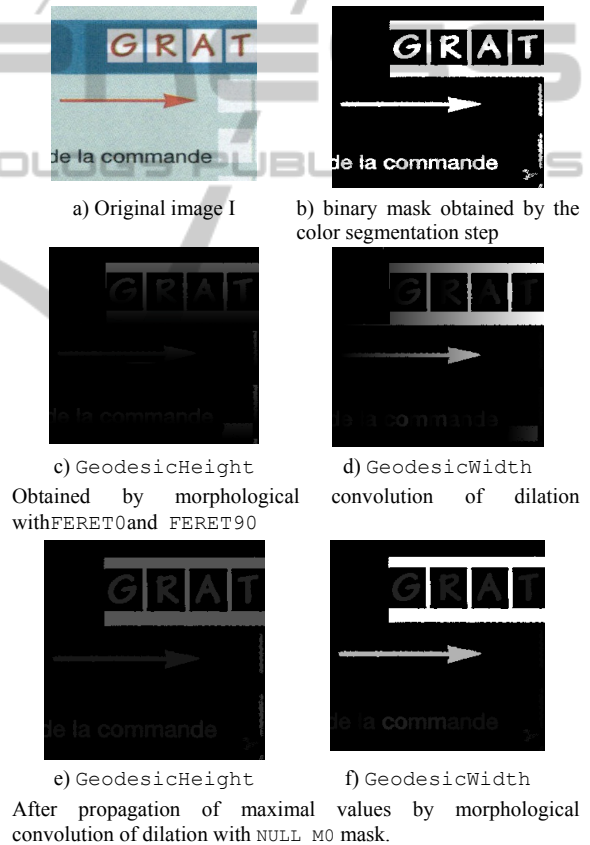 GRAT
GRAT
de la commande
de la commande
a) Original image I
b) binary mask obtained by the
color segmentation step
GRAT
GRAT
de la commande
de la commande
c) GeodesicHeight
d) GeodesicWidth
Obtained by morphological convolution of dilation
withFERET0and FERET90
GRAT
GRAT
de la commande
de la commande
e) GeodesicHeight
f) GeodesicWidth
After propagation of maximal values by morphological
convolution of dilation with NULL M0 mask.